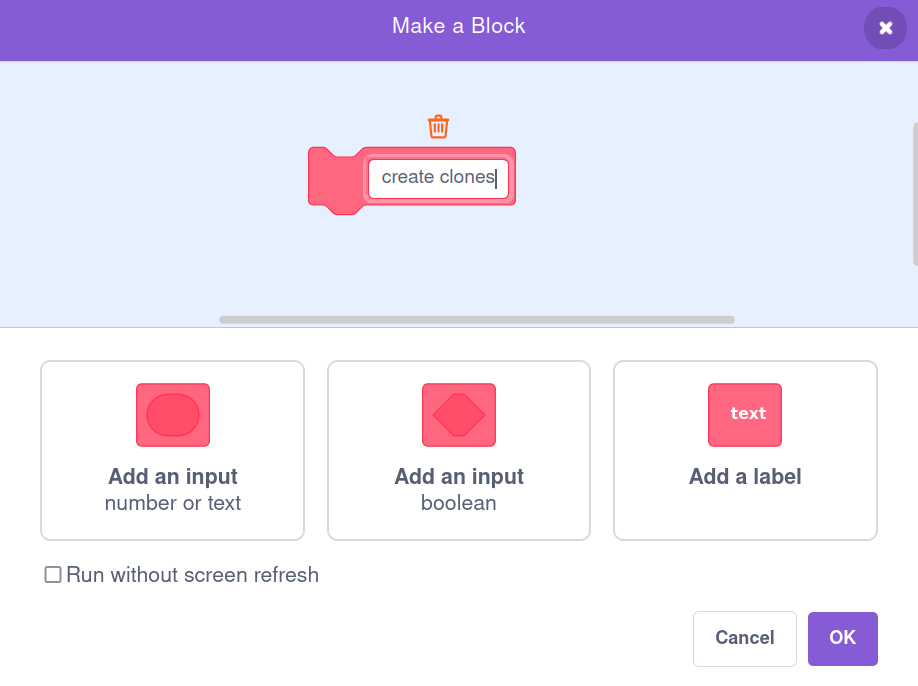 Make a Block
create clones
text
Add an input
number or text
Add an input
boolean
Add a label
Run without screen refresh
Cancel
OK